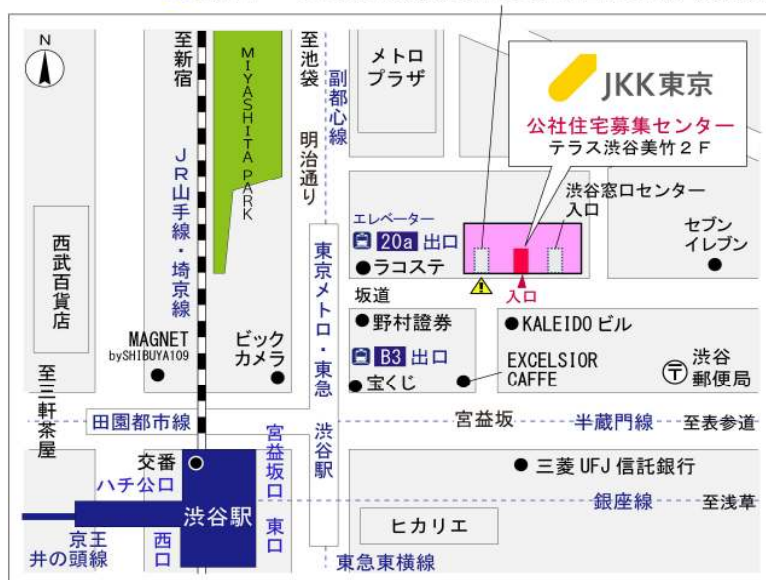 N
至新宿
JR山手線・埼京線
MIYASHITA PARK
至池袋
明治通り
副都心線
メトロ
プラザ
JKK東京
公社住宅募集センター
テラス渋谷美竹2F
渋谷窓口センター
入口
セブン
イレブン
エレベーター
20a 出口
ラコステ
入口
坂道
西武百貨店
東京メトロ・東急
渋谷駅
野村證券
KALEIDO ビル
MAGNET
bySHIBUYA109
ビック
カメラ
B3 出口
宝くじ
EXCELSIOR
CAFFE
〒
渋谷
郵便局
至三軒茶屋
田園都市線
宮益坂
半蔵門線
至表参道
交番
ハチ公口
宮益坂口
三菱 UFJ 信託銀行
渋谷駅
銀座線
至浅草
京王
井の頭線
西口
東口
ヒカリエ
東急東横線